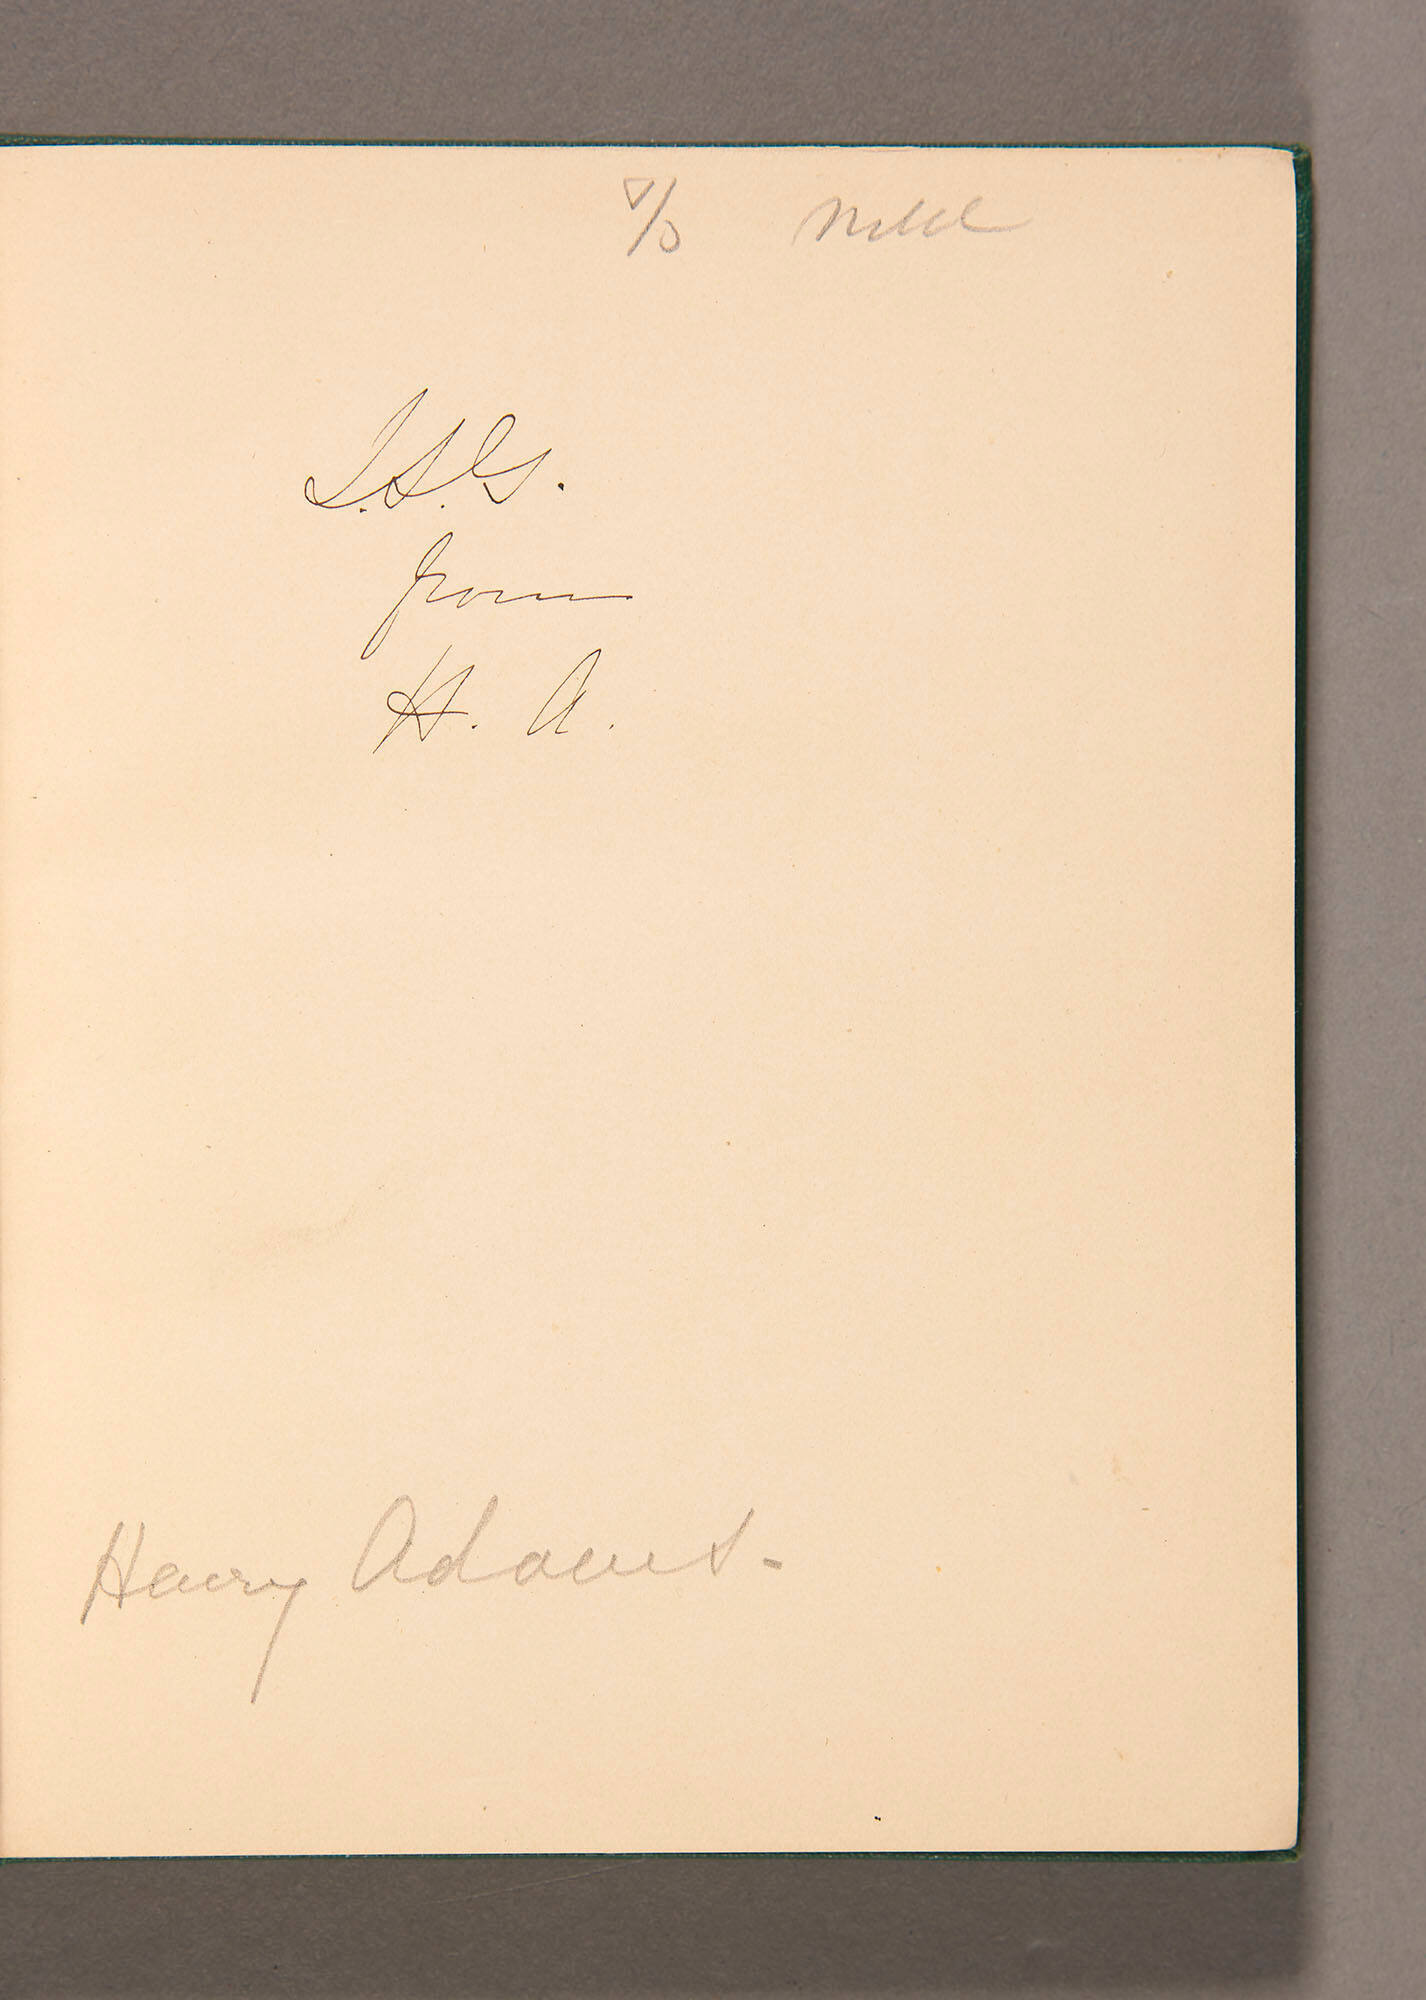 I.S.G.
from
H. A.
Henry Adams.